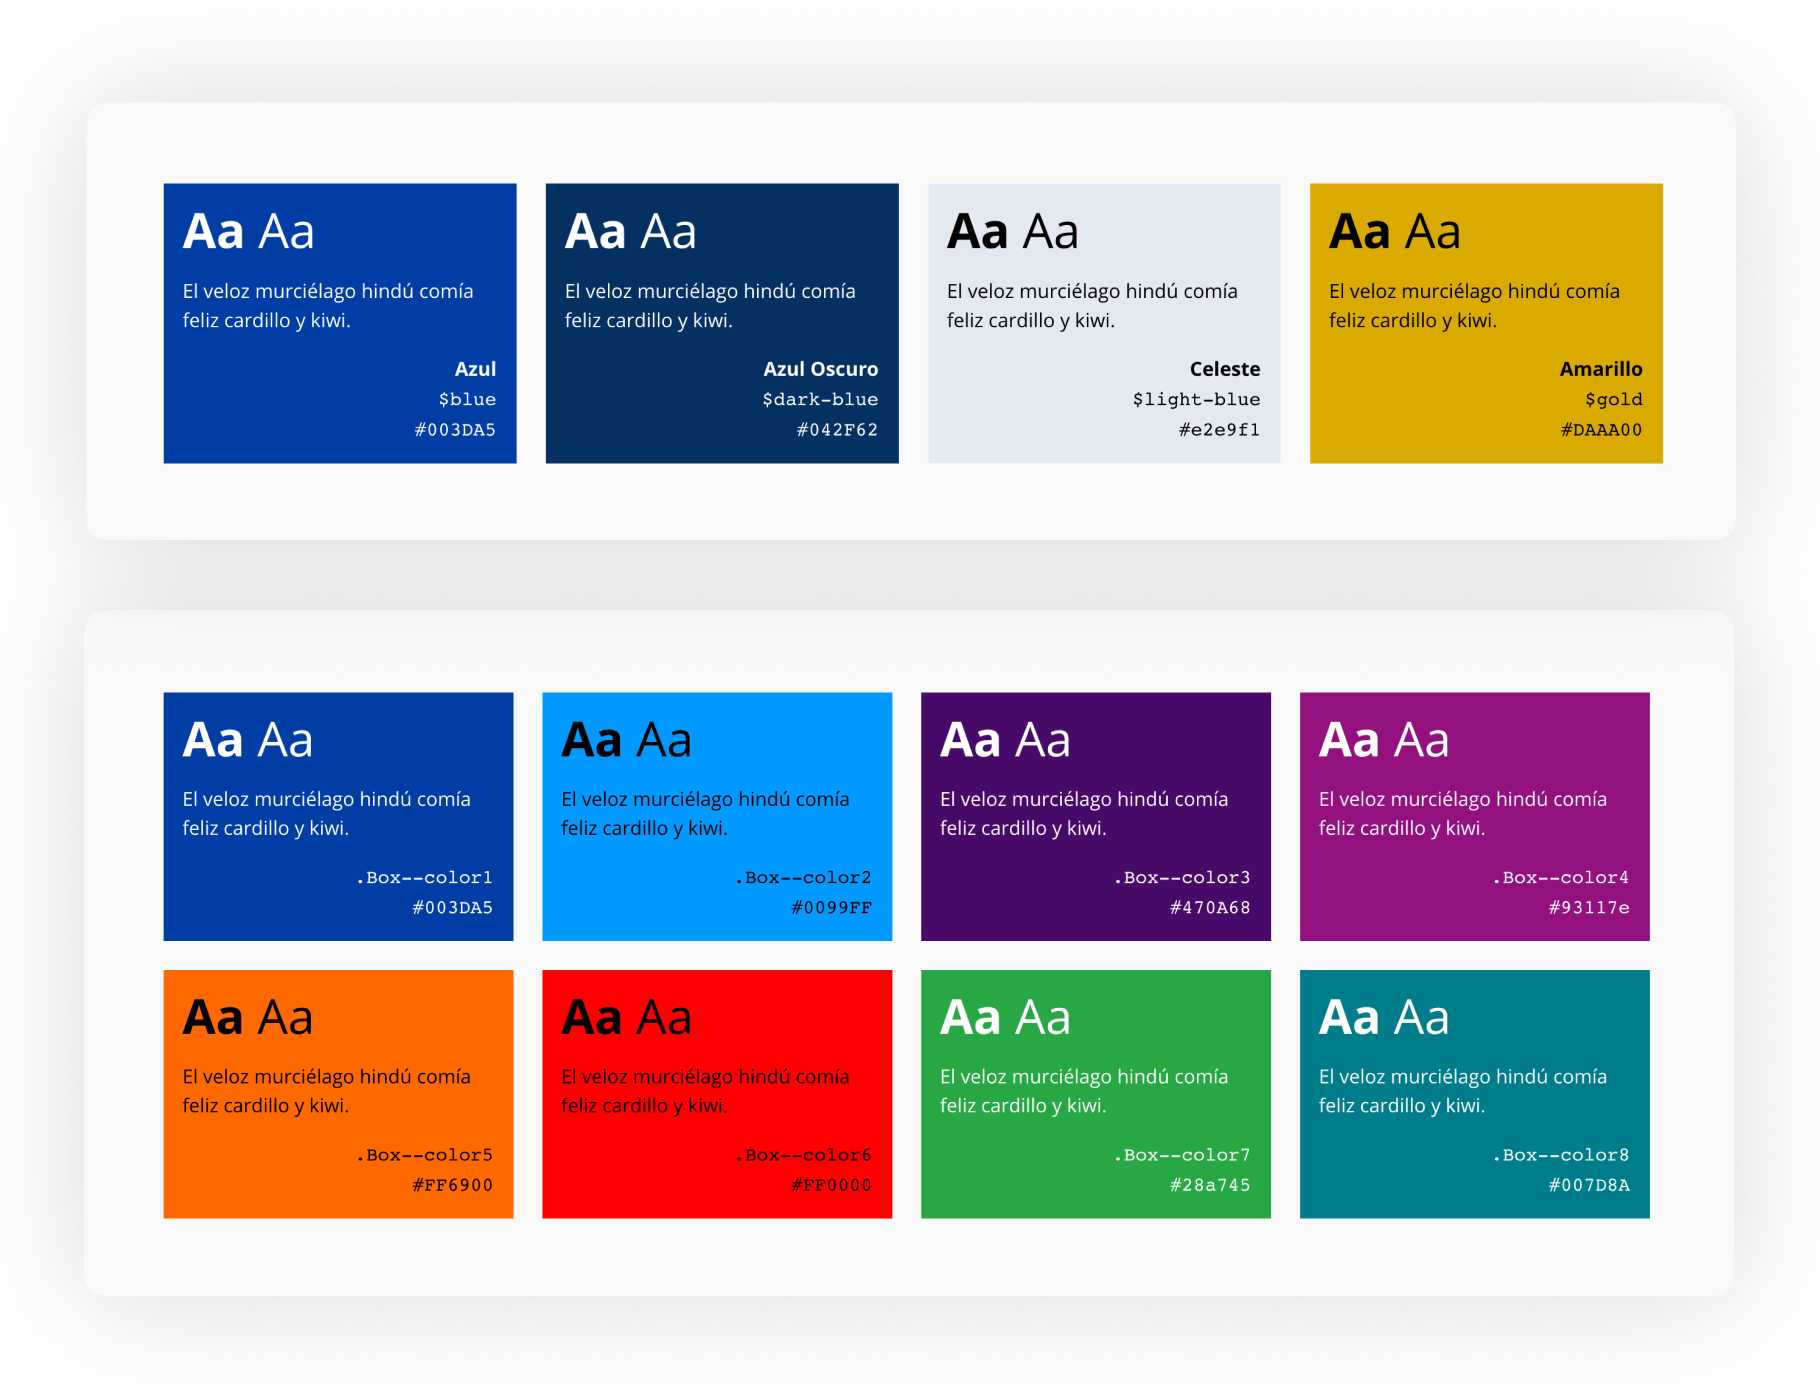 Aa Aa
El veloz murciélago hindú comía
feliz cardillo y kiwi.
Azul
$blue
#003DA5
Aa Aa
El veloz murciélago hindú comía
feliz cardillo y kiwi.
Azul Oscuro
$dark-blue
#042F62
Aa Aa
El veloz murciélago hindú comía
feliz cardillo y kiwi.
Celeste
$light-blue
#e2e9f1
Aa Aa
El veloz murciélago hindú comía
feliz cardillo y kiwi.
Amarillo
$gold
#DAAA00
Aa Aa
El veloz murciélago hindú comía
feliz cardillo y kiwi.
.Box--color1
#003DA5
Aa Aa
El veloz murciélago hindú comía
feliz cardillo y kiwi.
.Box--color2
#0099FF
Aa Aa
El veloz murciélago hindú comía
feliz cardillo y kiwi.
.Box--color3
#470A68
Aa Aa
El veloz murciélago hindú comía
feliz cardillo y kiwi.
.Box--color4
#93117e
Aa Aa
El veloz murciélago hindú comía
feliz cardillo y kiwi.
.Box--color5
#FF6900
Aa Aa
El veloz murciélago hindú comía
feliz cardillo y kiwi.
.Box--color6
#FF0000
Aa Aa
El veloz murciélago hindú comía
feliz cardillo y kiwi.
.Box--color7
#28a745
Aa Aa
El veloz murciélago hindú comía
feliz cardillo y kiwi.
.Box--color8
#007D8A